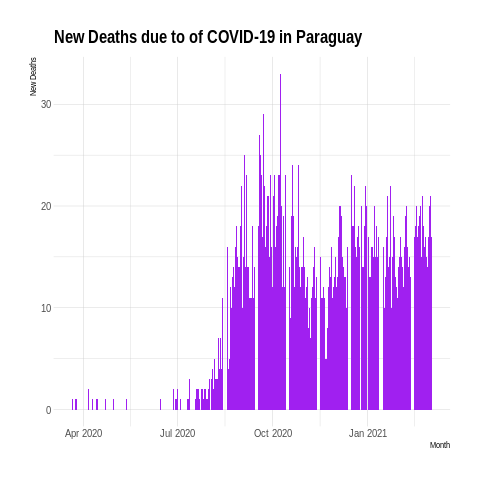 New Deaths due to of COVID-19 in Paraguay
New Deaths
30
20
10
0
Apr 2020
Jul 2020
Oct 2020
Jan 2021
Month